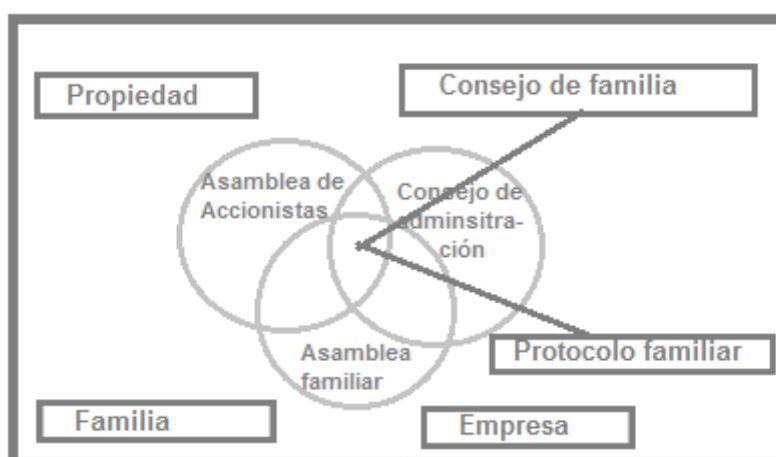 Propiedad
Consejo de familia
Asamblea de
Accionistas
Consejo de
adminsitra-
ción
Asamblea
familiar
Protocolo familiar
Familia
Empresa